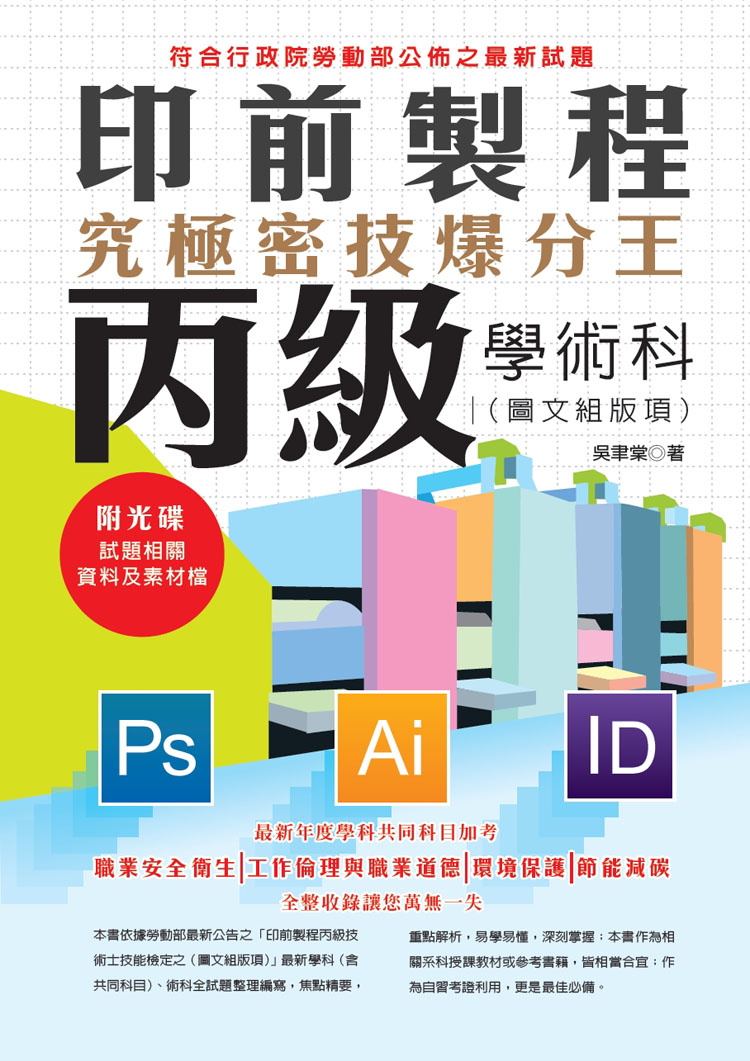 符合行政院勞動部公佈之最新試題
印前製程
究極密技爆分王
丙級
學術科
（圖文組版項）
吳聿棠◎著
附光碟
試題相關
資料及素材檔
Ps
Ai
ID
最新年度學科共同科目加考
職業安全衛生|工作倫理與職業道德|環境保護|節能減碳
全整收錄讓您萬無一失
本書依據勞動部最新公告之「印前製程丙級技
術士技能檢定之（圖文組版項）」最新學科（含
共同科目）、術科全試題整理編寫，焦點精要，
重點解析，易學易懂，深刻掌握；本書作為相
關系科授課教材或參考書籍，皆相當合宜；作
為自習考證利用，更是最佳必備。